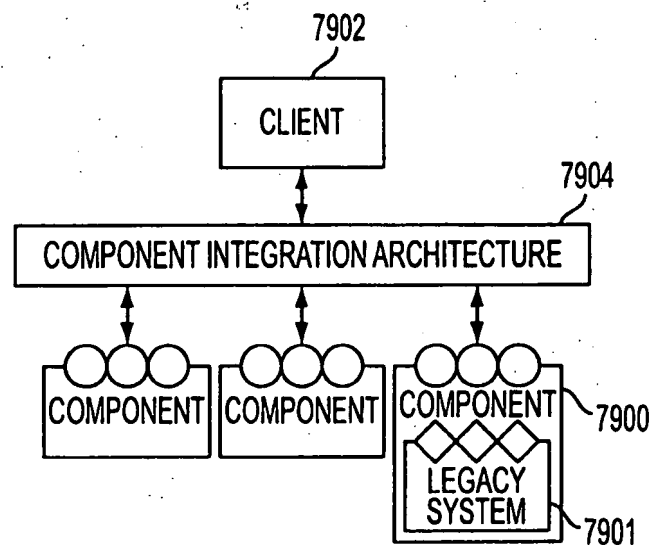 7902
CLIENT
7904
COMPONENT INTEGRATION ARCHITECTURE
COMPONENT
COMPONENT
COMPONENT
7900
LEGACY
SYSTEM
7901